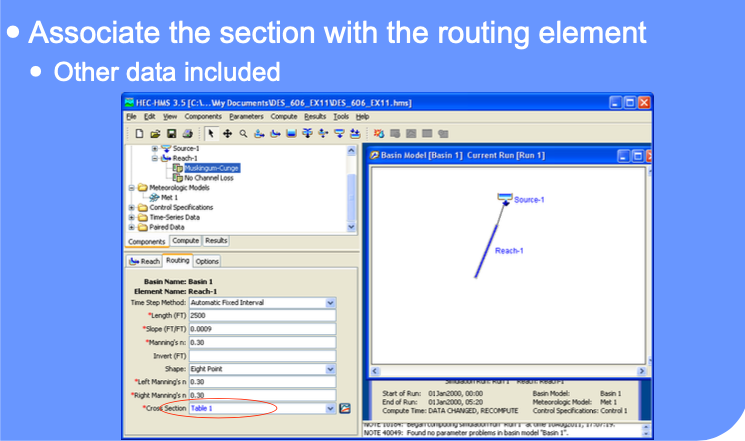 Associate the section with the routing element
Other data included
HEC-HMS 3.5 [C:\...\My Documents\DES_606_EX11\DES_606_EX11.hms]
File Edit View Components Parameters Compute Results Tools Help
Source-1
Reach-1
Muskingum-Cunge
No Channel Loss
Meteorologic Models
Met 1
Control Specifications
Time-Series Data
Paired Data
Components Compute Results
Reach Routing Options
Basin Name: Basin 1
Element Name: Reach-1
Time Step Method: Automatic Fixed Interval
*Length (FT) 2500
*Slope (FT/FT) 0.0009
*Manning's n: 0.30
Invert (FT)
Shape: Eight Point
*Left Manning's n 0.30
*Right Manning's n 0.30
*Cross Section Table 1
Basin Model [Basin 1] Current Run [Run 1]
Source-1
Reach-1
Simulation Run: Run 1 Reach: Reach-1
Start of Run: 01Jan2000, 00:00 Basin Model: Basin 1
End of Run: 01Jan2000, 05:20 Meteorologic Model: Met 1
Compute Time: DATA CHANGED, RECOMPUTE Control Specifications: Control 1
NOTE 10184: Began computing simulation run "Run 1" at time 16Aug2011, 17:07:19.
NOTE 40049: Found no parameter problems in basin model "Basin 1".